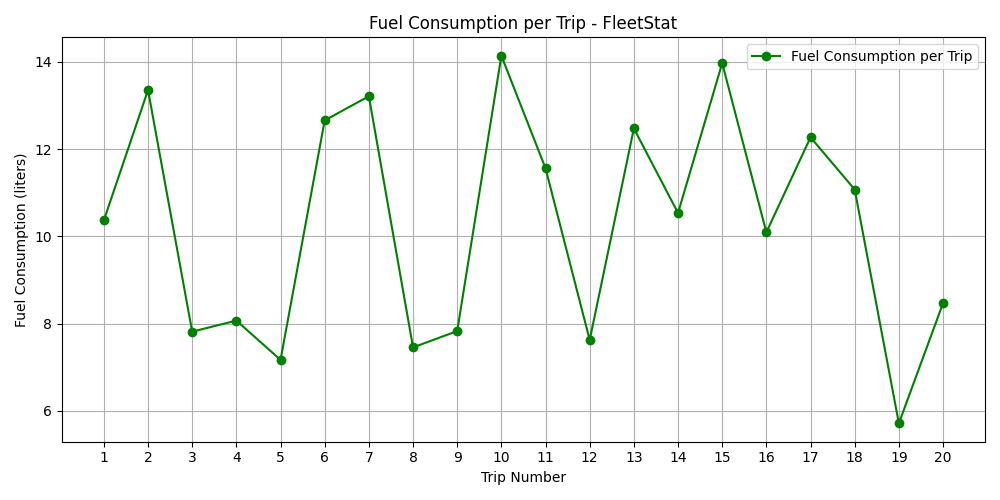 Fuel Consumption per Trip - FleetStat
Fuel Consumption per Trip
Fuel Consumption (liters)
14
12
10
8
6
1 2 3 4 5 6 7 8 9 10 11 12 13 14 15 16 17 18 19 20
Trip Number